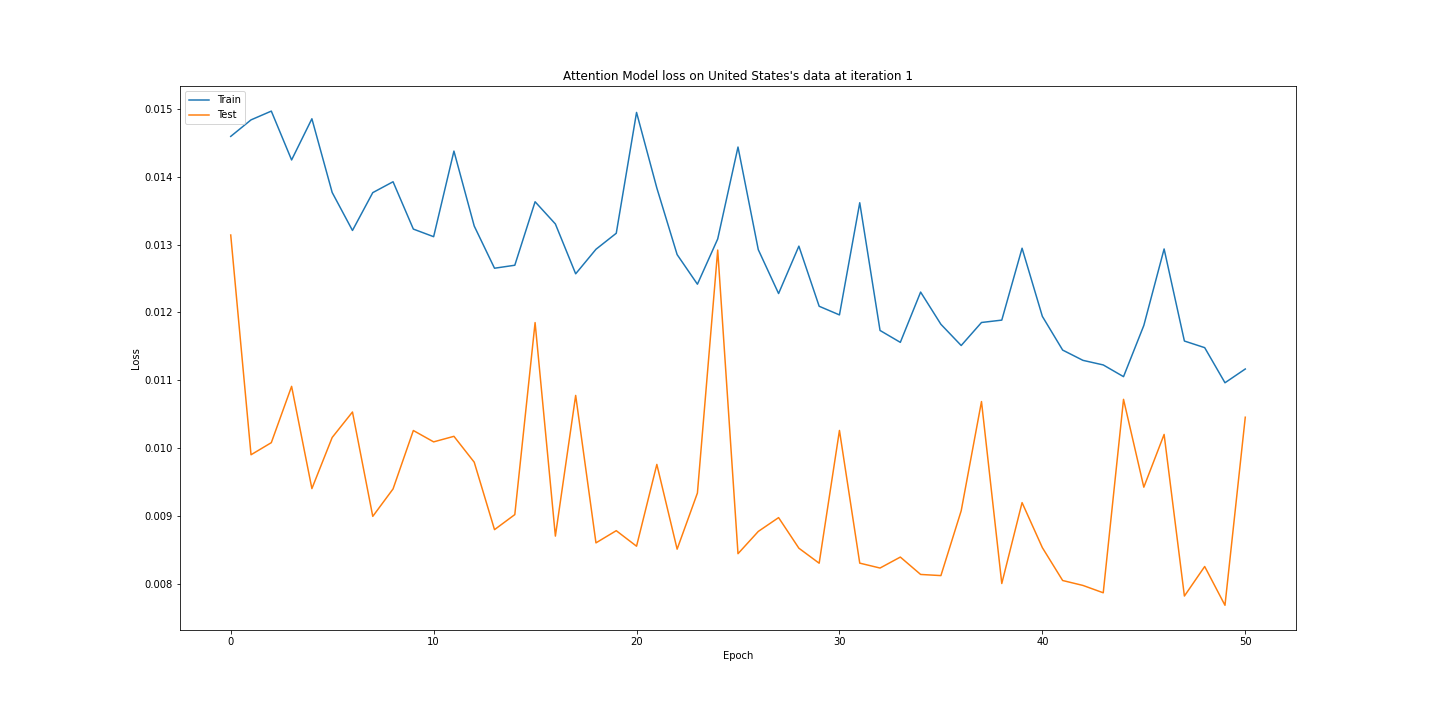 Attention Model loss on United States's data at iteration 1
Train
Test
0.015
0.014
0.013
0.012
0.011
0.010
0.009
0.008
Loss
0 10 20 30 40 50
Epoch